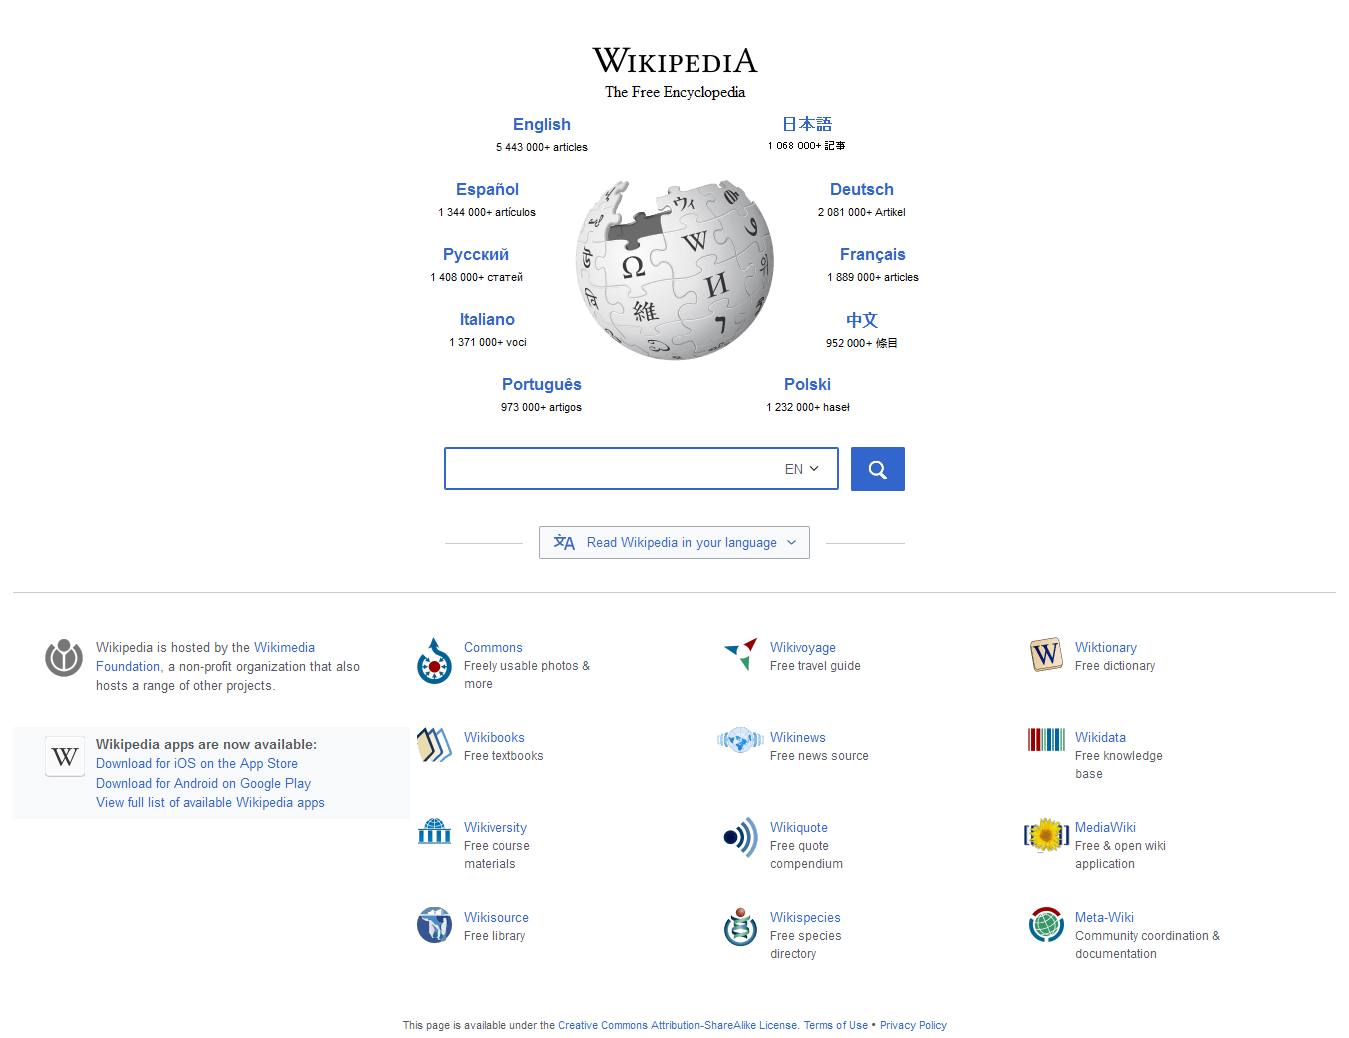 WIKIPEDIA
The Free Encyclopedia
English
5 443 000+ articles
日本語
1 068 000+ 記事
Español
1 344 000+ artículos
Deutsch
2 081 000+ Artikel
Русский
1 408 000+ статей
Français
1 889 000+ articles
Italiano
1 371 000+ voci
中文
952 000+ 條目
Português
973 000+ artigos
Polski
1 232 000+ haseł
Ω
W
И
維
ウィ
EN
Read Wikipedia in your language
Wikipedia is hosted by the Wikimedia
Foundation, a non-profit organization that also
hosts a range of other projects.
W
Wikipedia apps are now available:
Download for iOS on the App Store
Download for Android on Google Play
View full list of available Wikipedia apps
Commons
Freely usable photos &
more
Wikivoyage
Free travel guide
W
Wiktionary
Free dictionary
Wikibooks
Free textbooks
Wikinews
Free news source
Wikidata
Free knowledge
base
Wikiversity
Free course
materials
Wikiquote
Free quote
compendium
MediaWiki
Free & open wiki
application
Wikisource
Free library
Wikispecies
Free species
directory
Meta-Wiki
Community coordination &
documentation
This page is available under the Creative Commons Attribution-ShareAlike License. Terms of Use • Privacy Policy